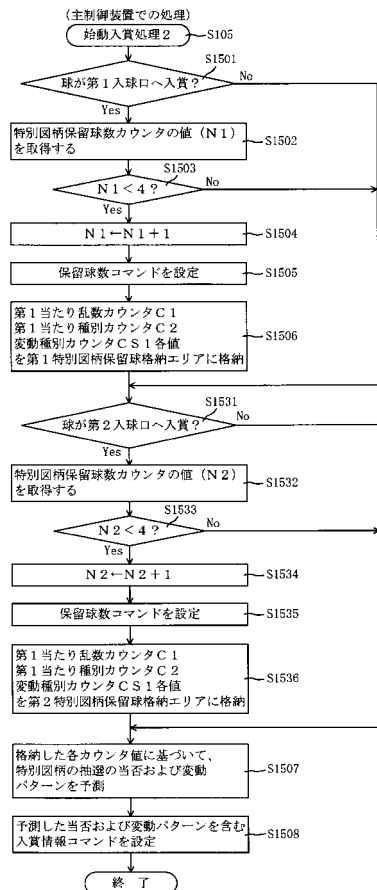 (主制御装置での処理)
始動入賞処理2
S105
S1501
球が第1入球口へ入賞?
No
Yes
特別図柄保留球数カウンタの値(N1)
を取得する
S1502
S1503
N1<4?
No
Yes
N1←N1+1
S1504
保留球数コマンドを設定
S1505
第1当たり乱数カウンタC1
第1当たり種別カウンタC2
変動種別カウンタCS1各値
を第1特別図柄保留球格納エリアに格納
S1506
S1531
球が第2入球口へ入賞?
No
Yes
特別図柄保留球数カウンタの値(N2)
を取得する
S1532
S1533
N2<4?
No
Yes
N2←N2+1
S1534
保留球数コマンドを設定
S1535
第1当たり乱数カウンタC1
第1当たり種別カウンタC2
変動種別カウンタCS1各値
を第2特別図柄保留球格納エリアに格納
S1536
格納した各カウンタ値に基づいて、
特別図柄の抽選の当否および変動
パターンを予測
S1507
予測した当否および変動パターンを含む
入賞情報コマンドを設定
S1508
終了